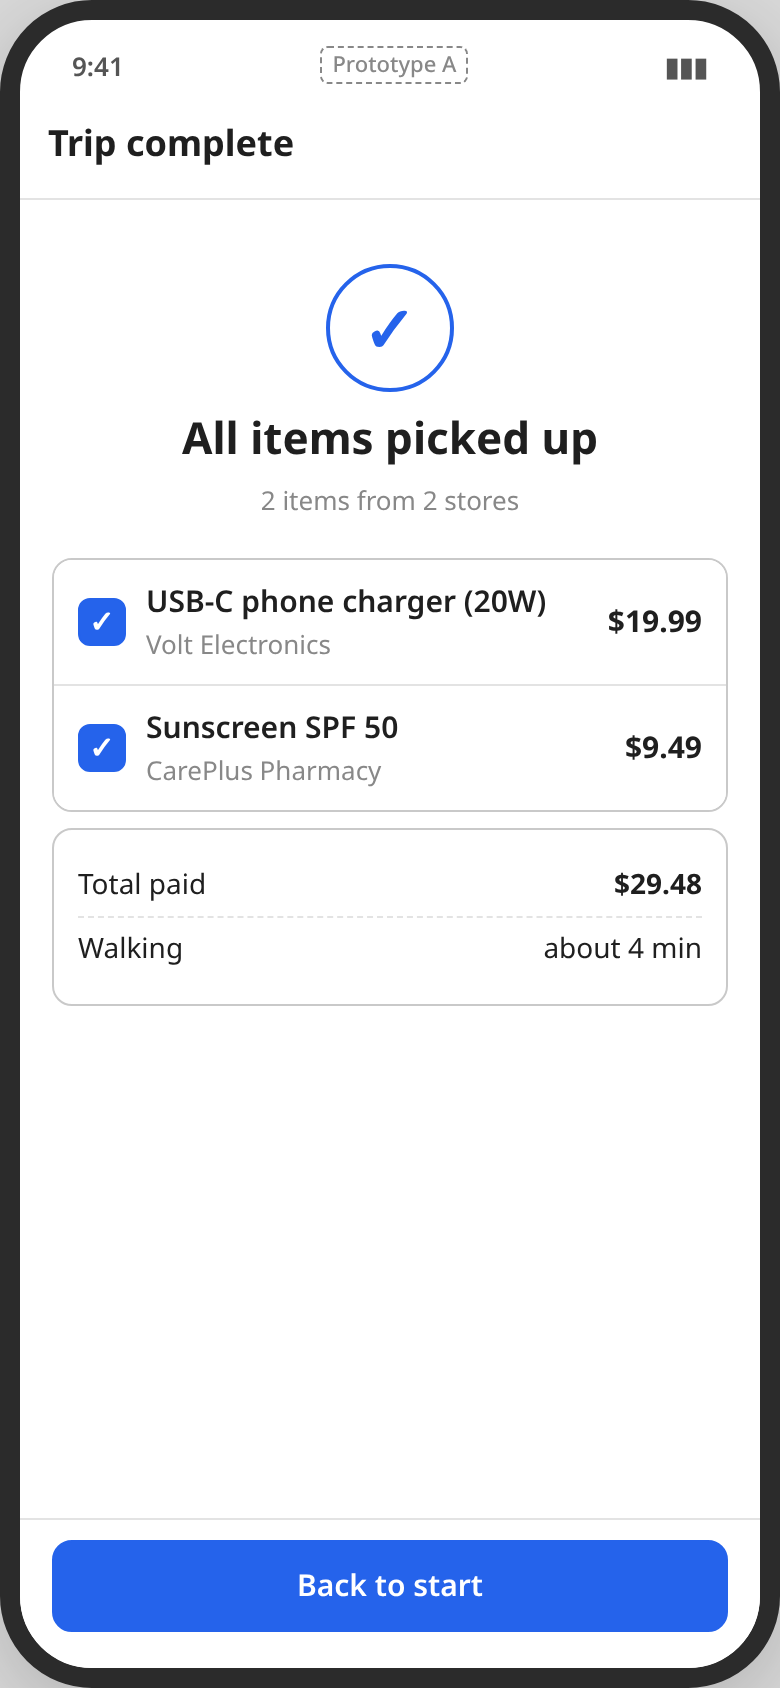 9:41
Prototype A
Trip complete
✓
All items picked up
2 items from 2 stores
✓
USB-C phone charger (20W)
$19.99
Volt Electronics
✓
Sunscreen SPF 50
$9.49
CarePlus Pharmacy
Total paid
$29.48
Walking
about 4 min
Back to start